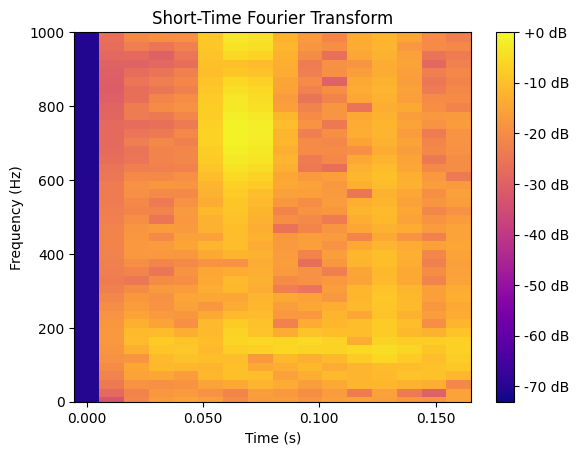 Short-Time Fourier Transform
1000
800
600
400
200
0
Frequency (Hz)
0.000
0.050
0.100
0.150
Time (s)
+0 dB
-10 dB
-20 dB
-30 dB
-40 dB
-50 dB
-60 dB
-70 dB